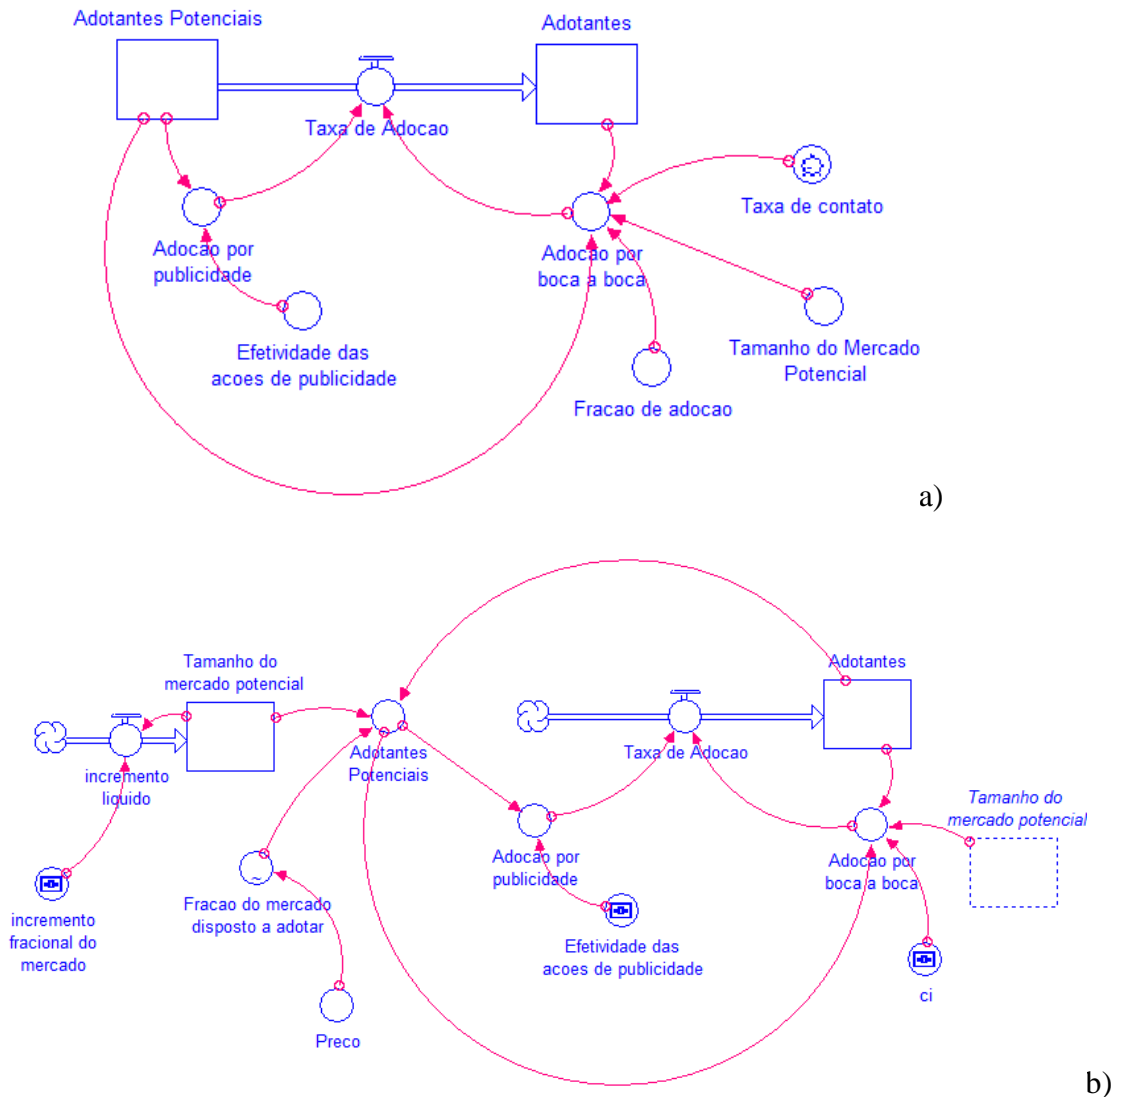 Adotantes Potenciais
Adotantes
Taxa de Adocao
Taxa de contato
Adocao por
publicidade
Adocao por
boca a boca
Efetividade das
acoes de publicidade
Tamanho do Mercado
Potencial
Fracao de adocao
a)
Tamanho do
mercado potencial
Adotantes
incremento
liquido
Adotantes
Potenciais
Taxa de Adocao
Tamanho do
mercado potencial
Adocao por
publicidade
Adocao por
boca a boca
Fracao do mercado
disposto a adotar
incremento
fracional do
mercado
Efetividade das
acoes de publicidade
ci
Preco
b)